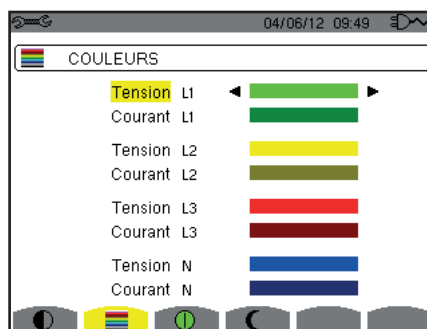 04/06/12 09:49
COULEURS
Tension L1
Courant L1
Tension L2
Courant L2
Tension L3
Courant L3
Tension N
Courant N